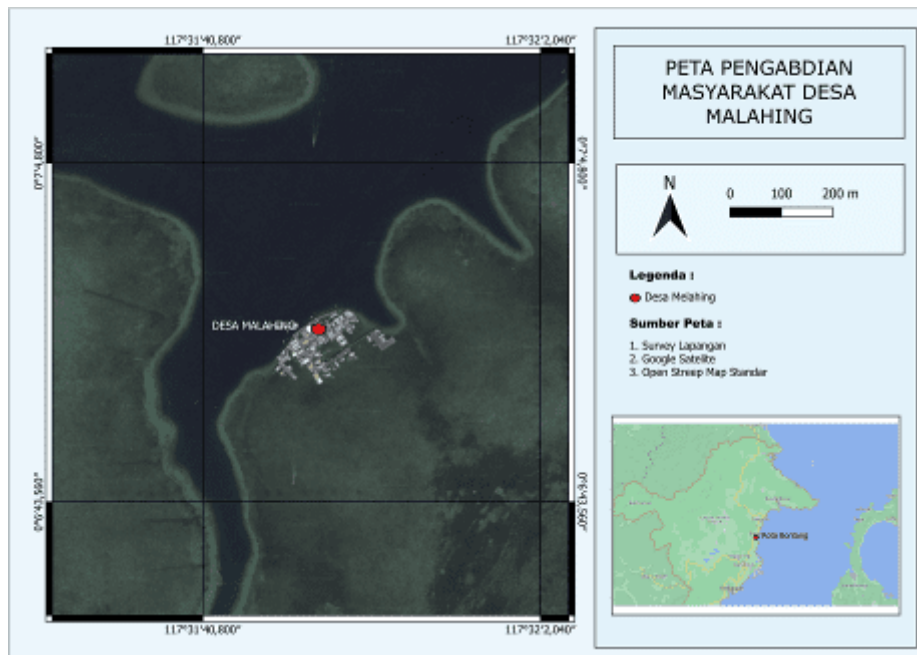 117°31'40,800"
117°32'2,040"
0°7'4,800"
0°7'4,800"
DESA MALAHING
0°6'43,560"
0°6'43,560"
117°31'40,800"
117°32'2,040"
PETA PENGABDIAN
MASYARAKAT DESA
MALAHING
N
0 100 200 m
Legenda :
Desa Melahing
Sumber Peta :
1. Survey Lapangan
2. Google Satelite
3. Open Streep Map Standar
Kota Bontang